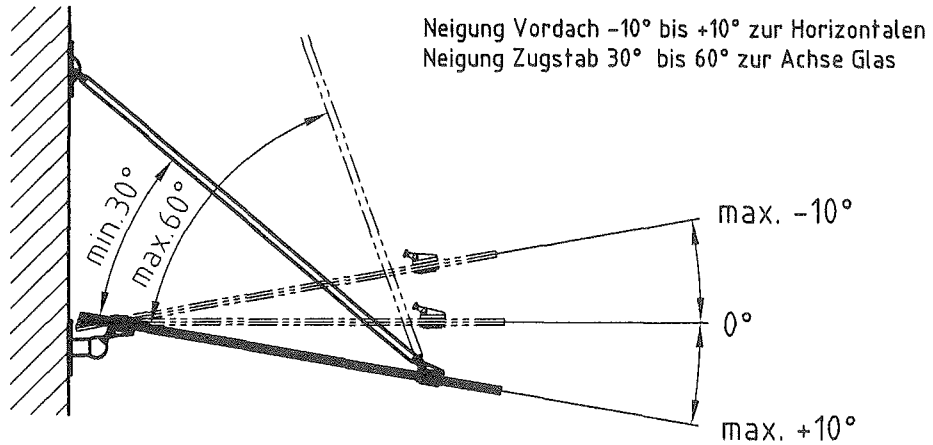 Neigung Vordach -10° bis +10° zur Horizontalen
Neigung Zugstab 30° bis 60° zur Achse Glas
min.30°
max.60°
max. -10°
0°
max. +10°